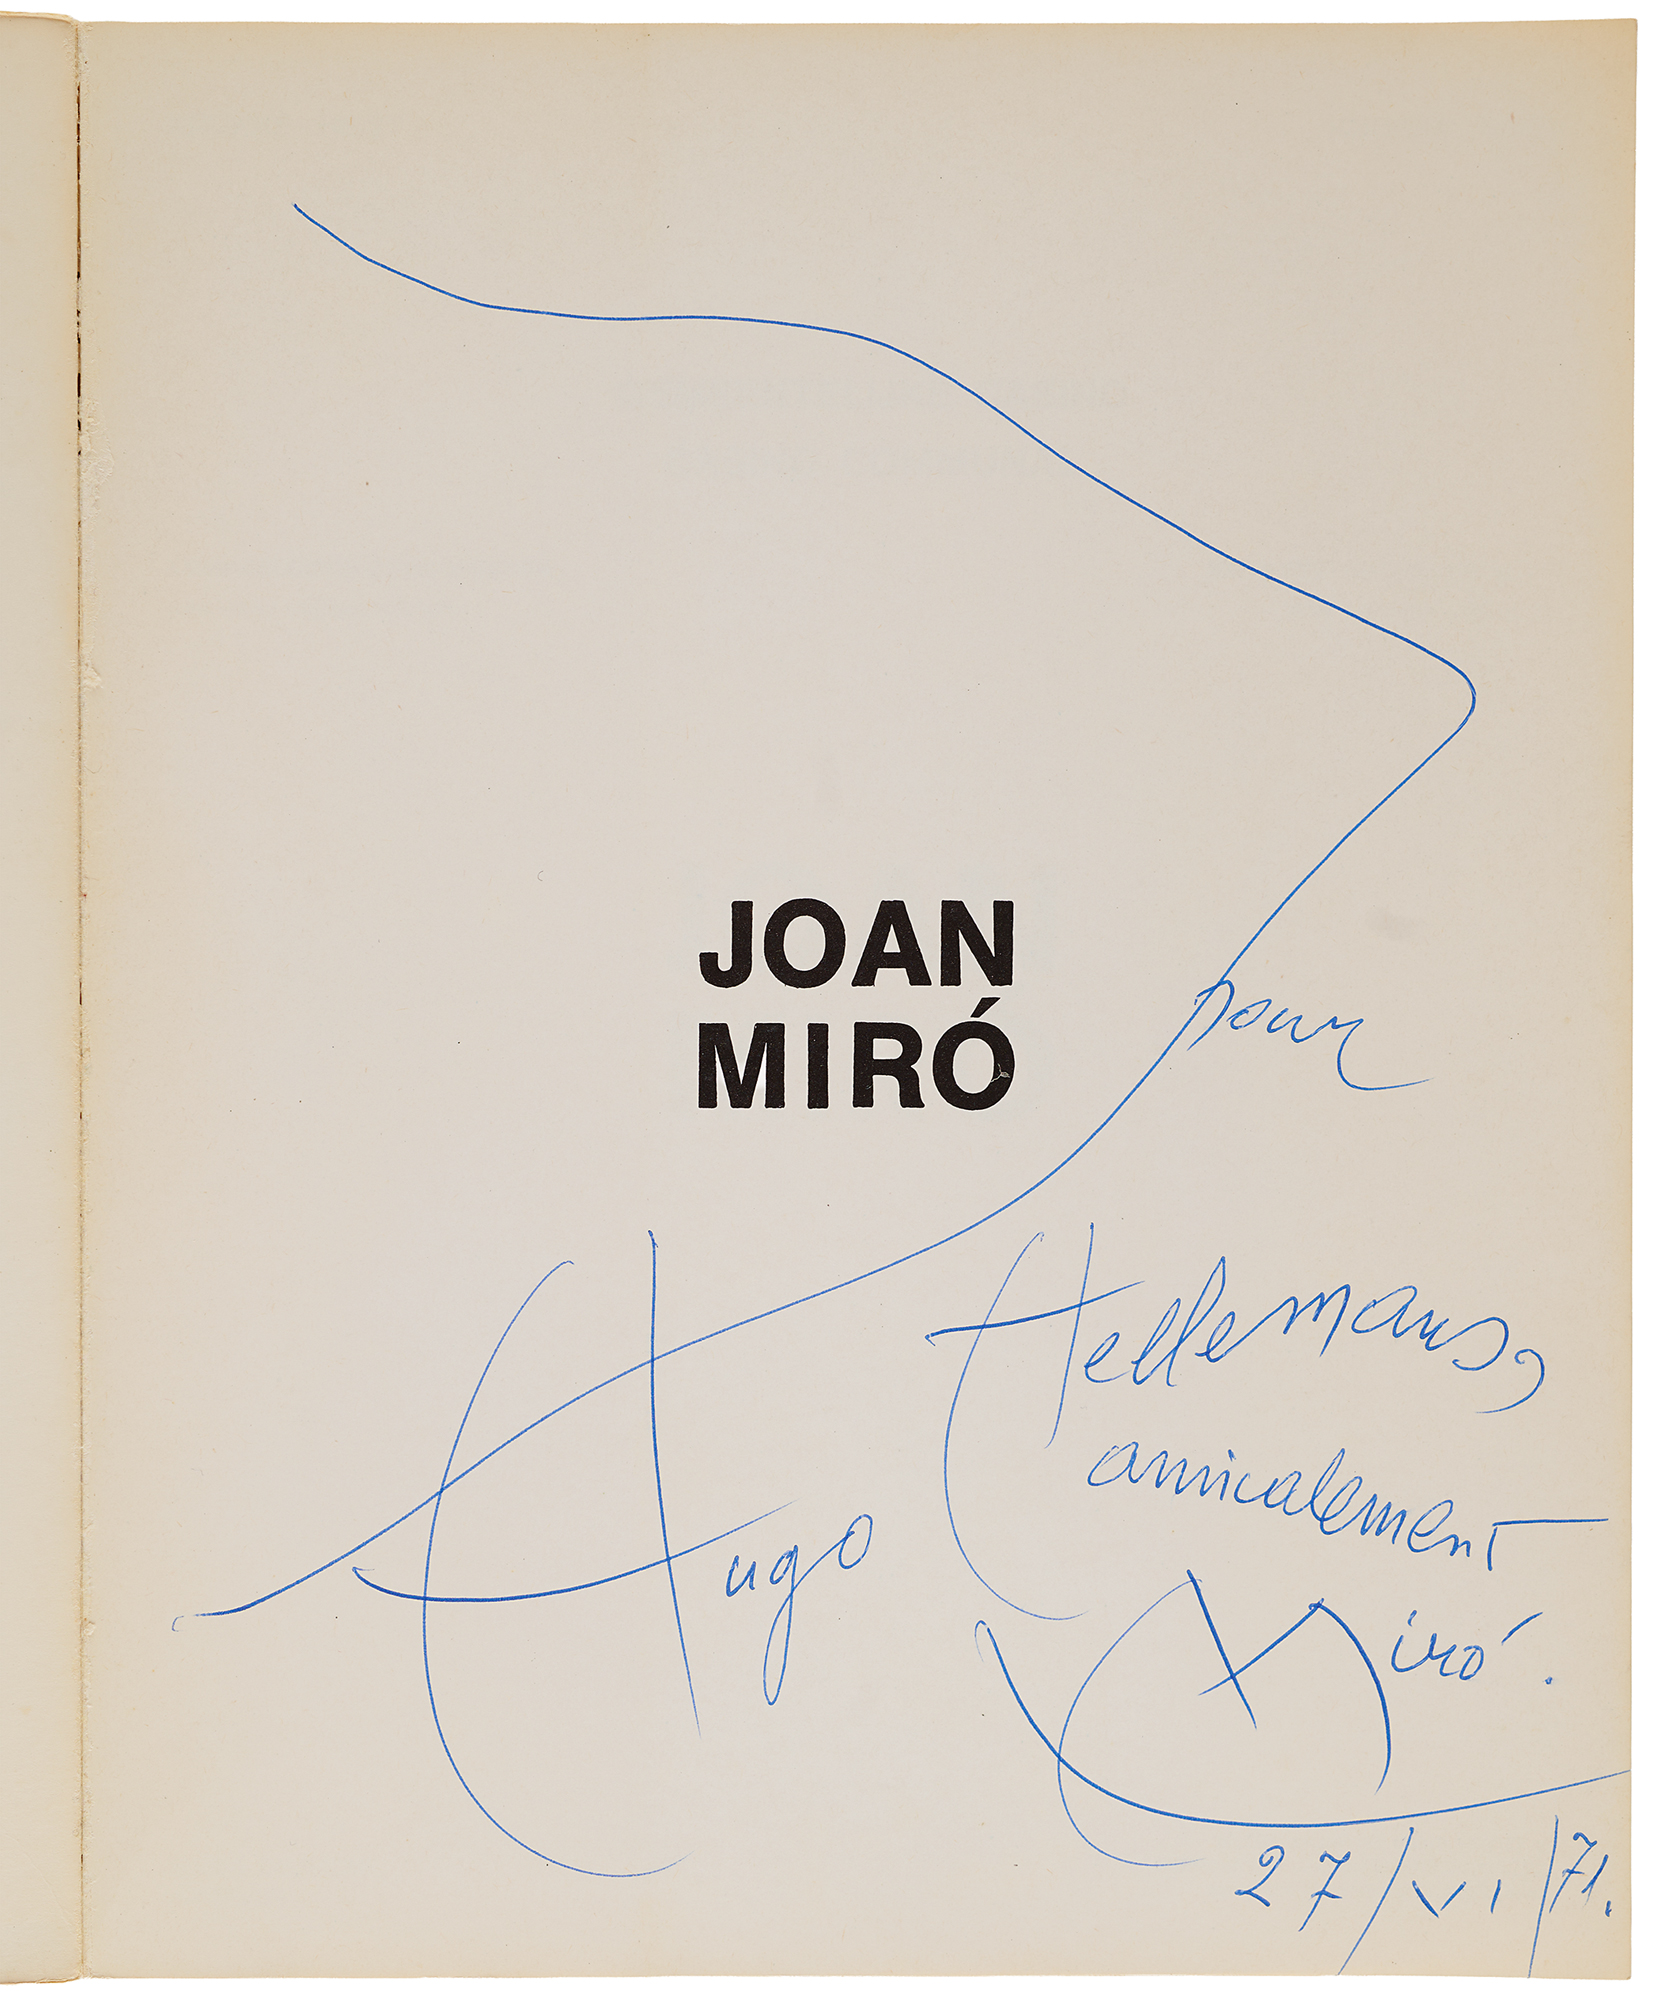 JOAN
MIRÓ
pour
Hugo
Hellemans,
amicalement
Miró.
27/VI/71.